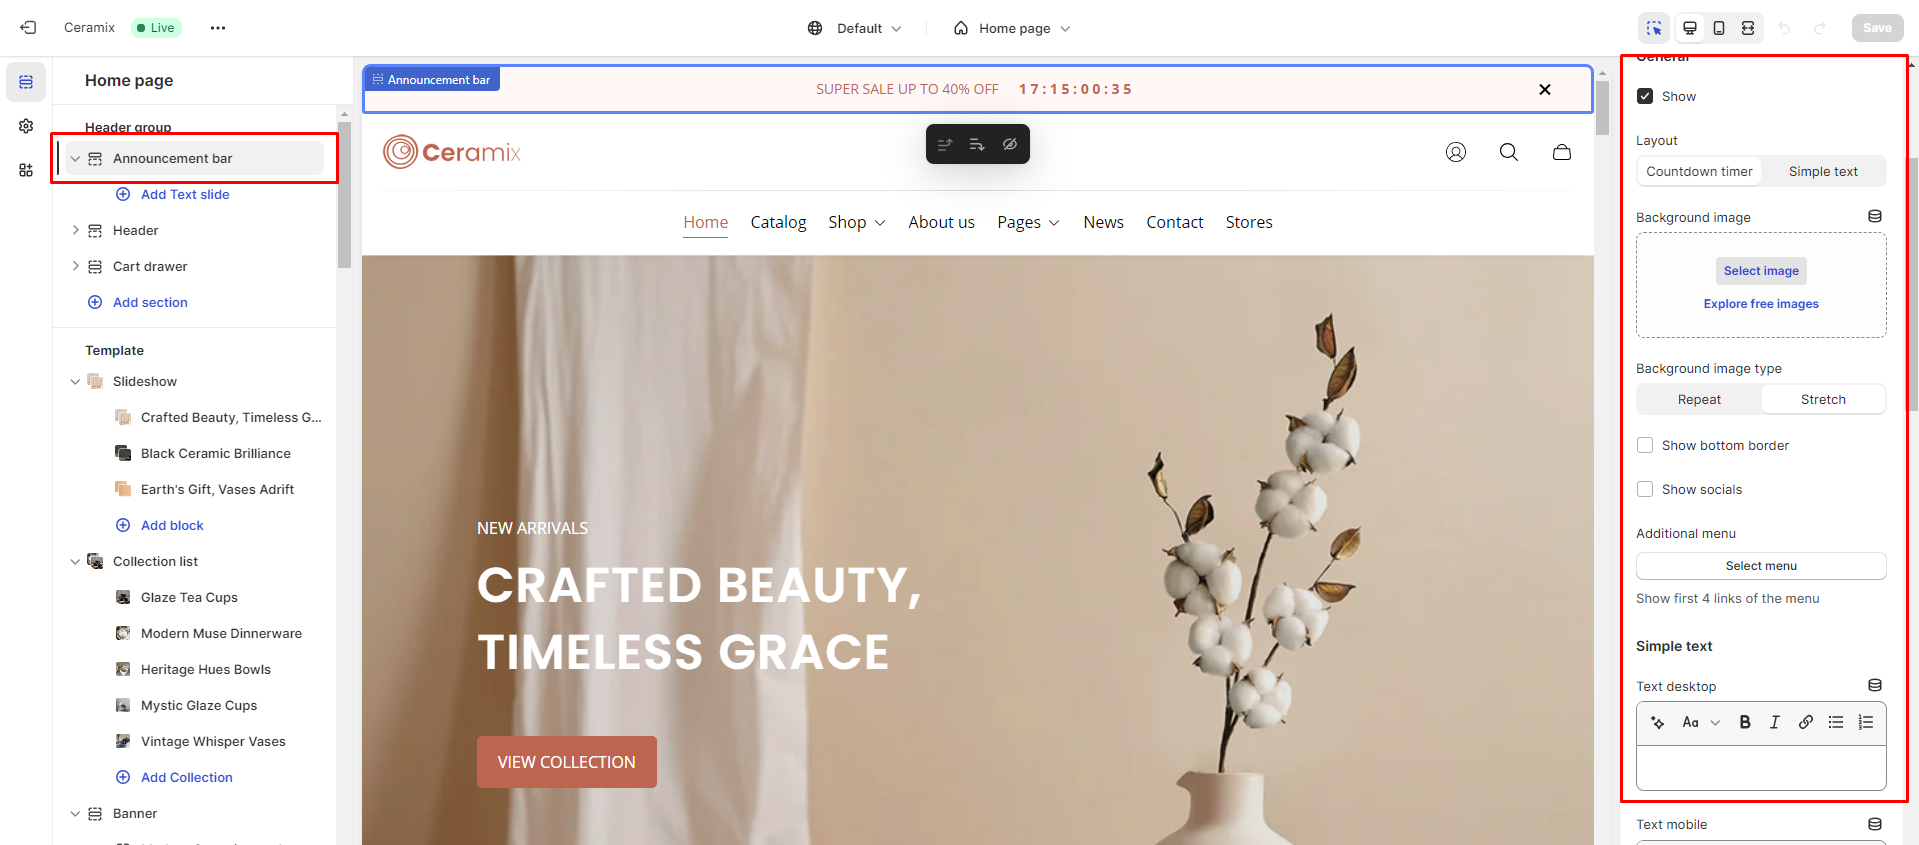 Ceramix
Live
Default
Home page
Save
Home page
Header group
Announcement bar
Add Text slide
Header
Cart drawer
Add section
Template
Slideshow
Crafted Beauty, Timeless G...
Black Ceramic Brilliance
Earth's Gift, Vases Adrift
Add block
Collection list
Glaze Tea Cups
Modern Muse Dinnerware
Heritage Hues Bowls
Mystic Glaze Cups
Vintage Whisper Vases
Add Collection
Banner
Announcement bar
SUPER SALE UP TO 40% OFF 17:15:00:35
Ceramix
Home Catalog Shop About us Pages News Contact Stores
NEW ARRIVALS
CRAFTED BEAUTY,
TIMELESS GRACE
VIEW COLLECTION
General
Show
Layout
Countdown timer Simple text
Background image
Select image
Explore free images
Background image type
Repeat Stretch
Show bottom border
Show socials
Additional menu
Select menu
Show first 4 links of the menu
Simple text
Text desktop
Aa B I
Text mobile